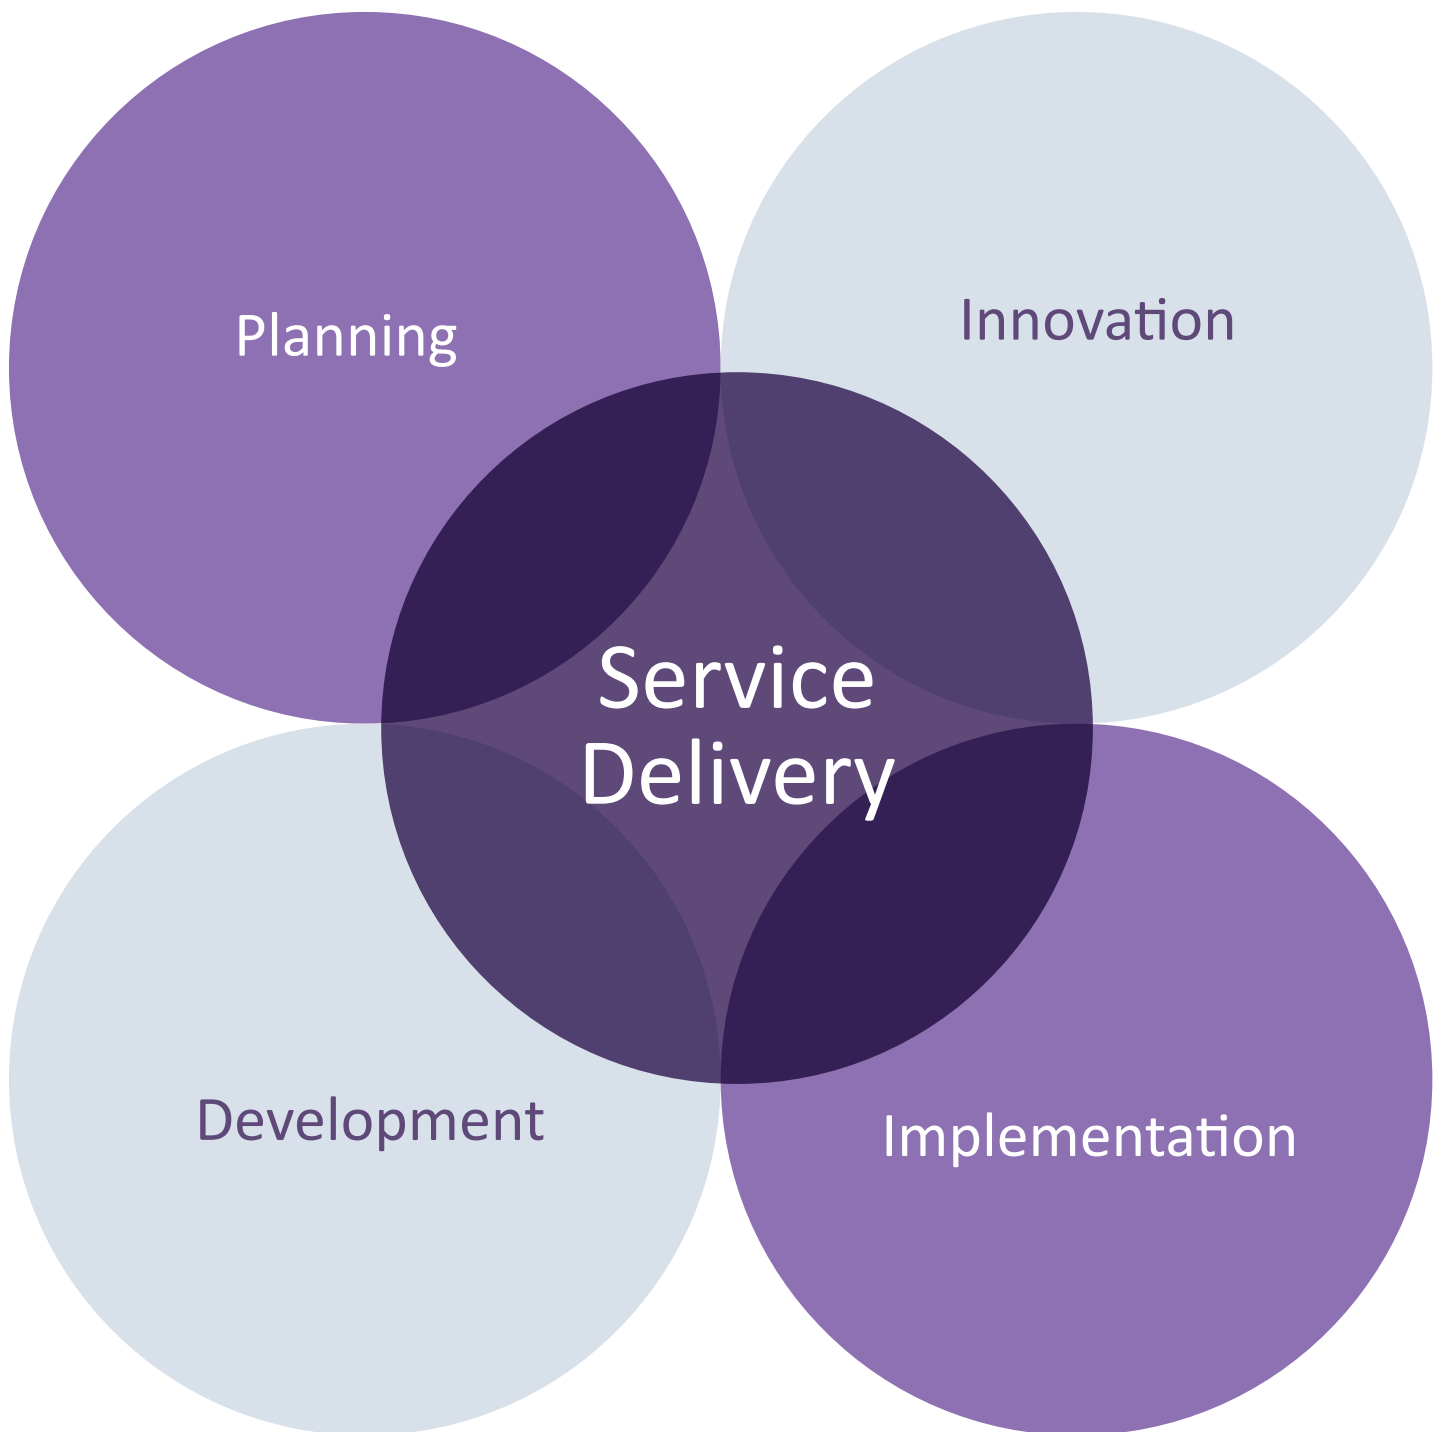 Planning
Innovation
Service
Delivery
Development
Implementation